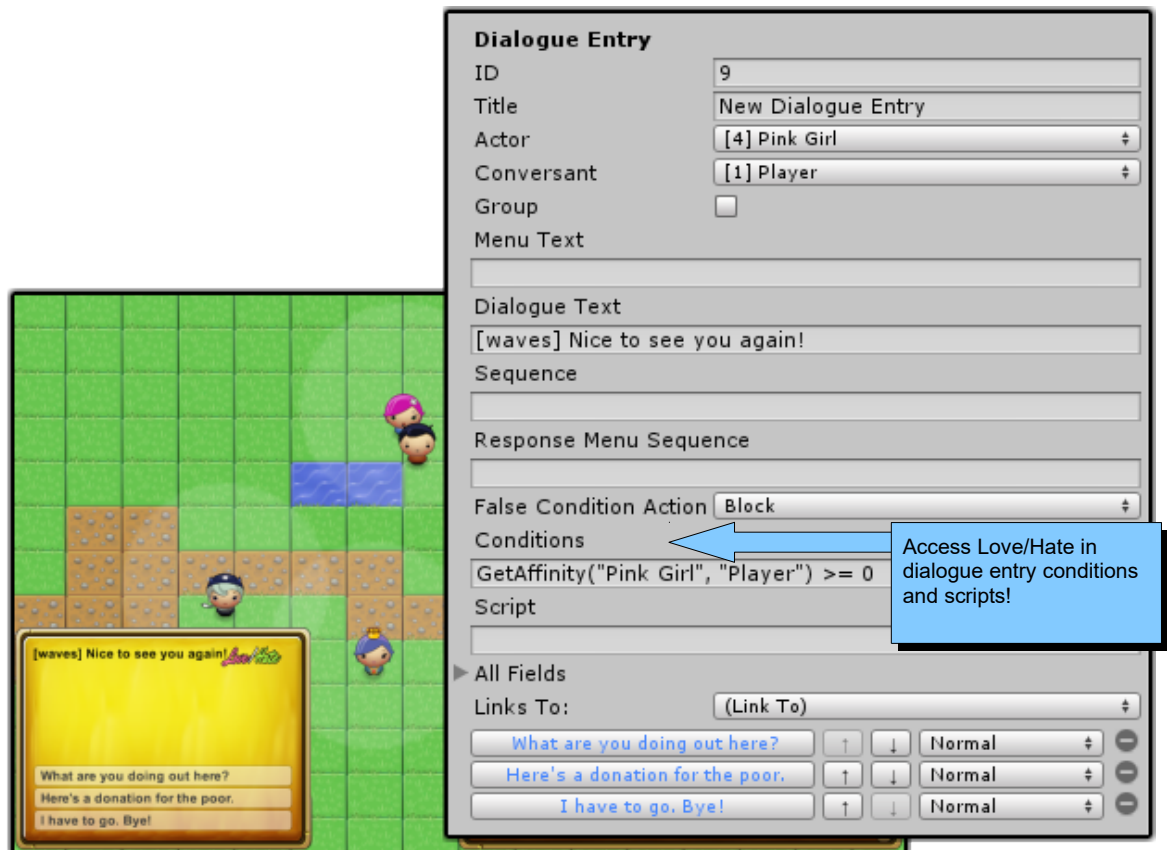 Dialogue Entry
ID
9
Title
New Dialogue Entry
Actor
[4] Pink Girl
Conversant
[1] Player
Group
Menu Text
Dialogue Text
[waves] Nice to see you again!
Sequence
Response Menu Sequence
False Condition Action
Block
Conditions
GetAffinity("Pink Girl", "Player") >= 0
Access Love/Hate in
dialogue entry conditions
and scripts!
Script
All Fields
Links To:
(Link To)
What are you doing out here?
↑
↓
Normal
Here's a donation for the poor.
↑
↓
Normal
I have to go. Bye!
↑
↓
Normal
[waves] Nice to see you again!
Love/Hate
What are you doing out here?
Here's a donation for the poor.
I have to go. Bye!